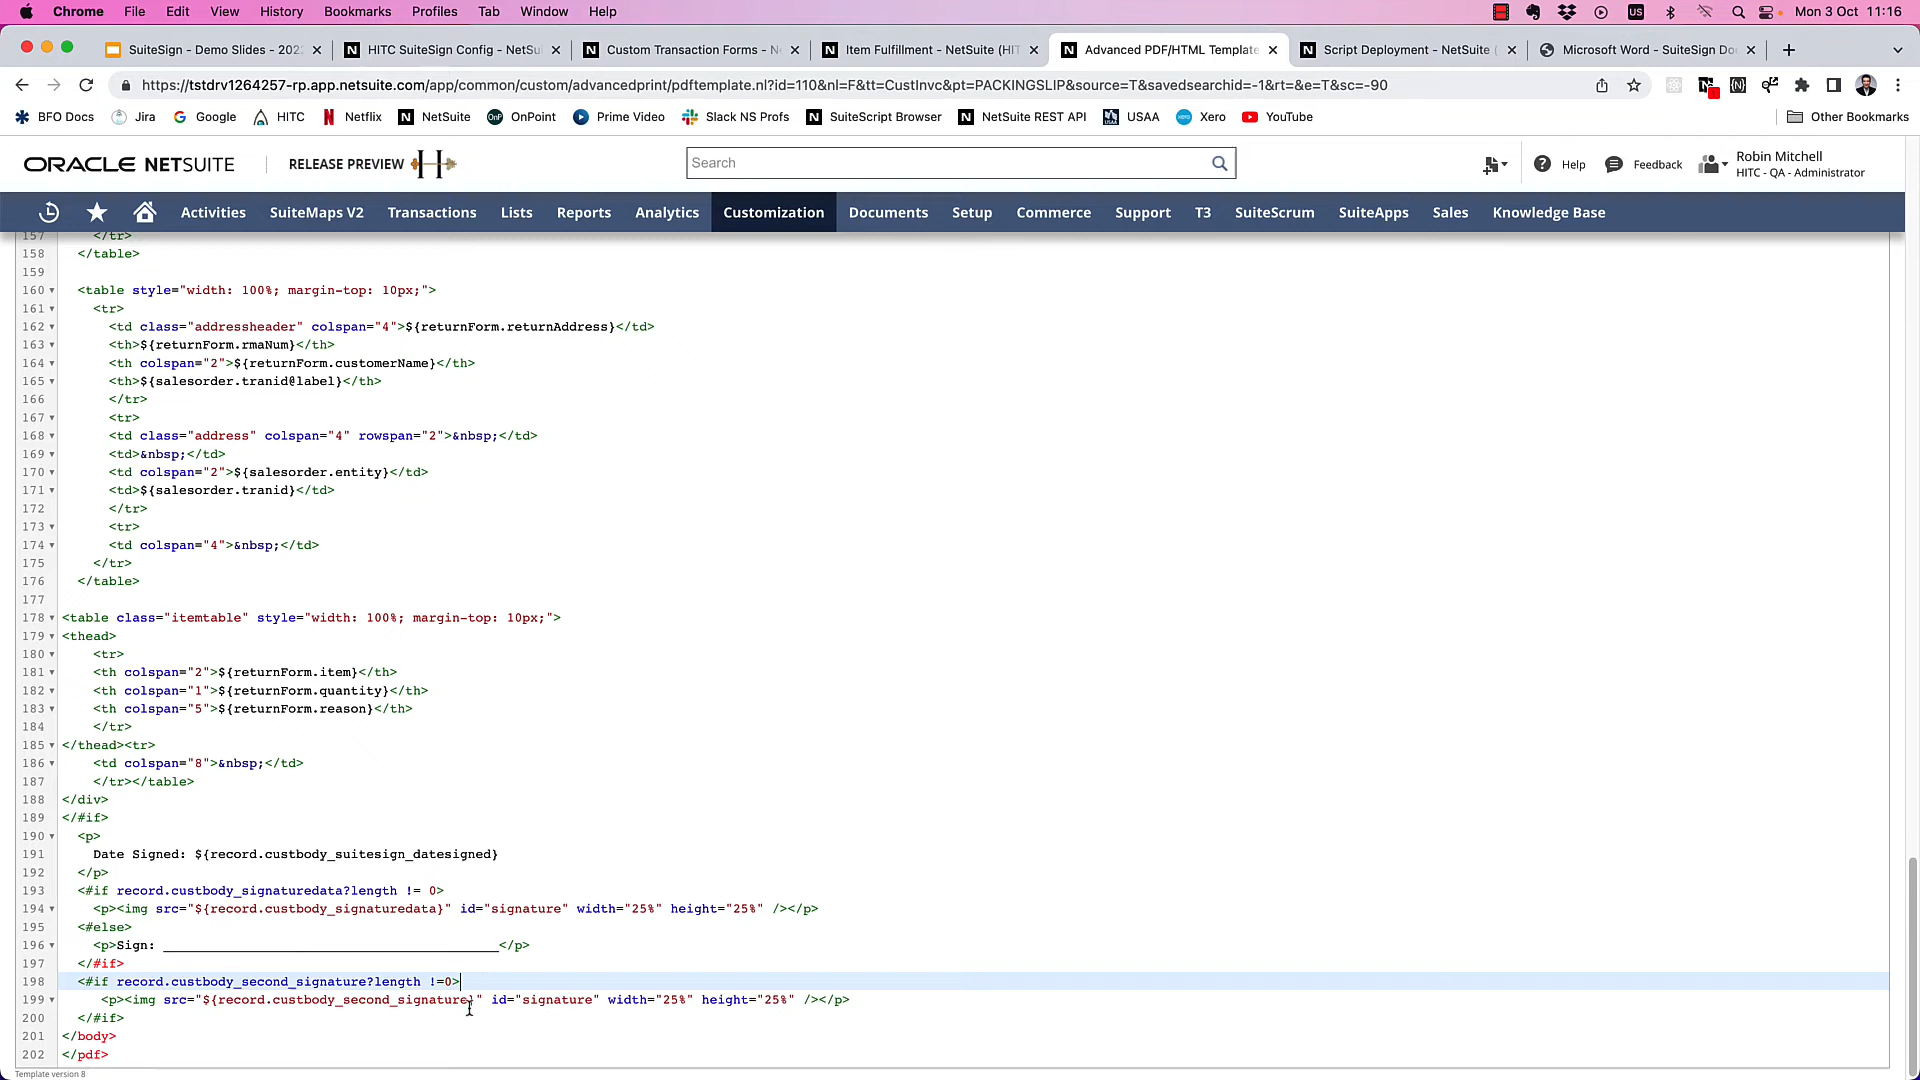 Chrome File Edit View History Bookmarks Profiles Tab Window Help US Mon 3 Oct 11:16
SuiteSign - Demo Slides - 202 HITC SuiteSign Config - NetSui Custom Transaction Forms - Ne Item Fulfillment - NetSuite (HIT Advanced PDF/HTML Template Script Deployment - NetSuite ( Microsoft Word - SuiteSign Do
https://tstdrv1264257-rp.app.netsuite.com/app/common/custom/advancedprint/pdftemplate.nl?id=110&nl=F&tt=CustInvc&pt=PACKINGSLIP&source=T&savedsearchid=-1&rt=&e=T&sc=-90
BFO Docs Jira Google HITC Netflix NetSuite OnPoint Prime Video Slack NS Profs SuiteScript Browser NetSuite REST API USAA Xero YouTube Other Bookmarks
ORACLE NETSUITE RELEASE PREVIEW H Search Help Feedback Robin Mitchell
HITC - QA - Administrator
Activities SuiteMaps V2 Transactions Lists Reports Analytics Customization Documents Setup Commerce Support T3 SuiteScrum SuiteApps Sales Knowledge Base
157 </tr>
158 </table>
159
160 <table style="width: 100%; margin-top: 10px;">
161 <tr>
162 <td class="addressheader" colspan="4">${returnForm.returnAddress}</td>
163 <th>${returnForm.rmaNum}</th>
164 <th colspan="2">${returnForm.customerName}</th>
165 <th>${salesorder.tranid@label}</th>
166 </tr>
167 <tr>
168 <td class="address" colspan="4" rowspan="2">&nbsp;</td>
169 <td>&nbsp;</td>
170 <td colspan="2">${salesorder.entity}</td>
171 <td>${salesorder.tranid}</td>
172 </tr>
173 <tr>
174 <td colspan="4">&nbsp;</td>
175 </tr>
176 </table>
177
178 <table class="itemtable" style="width: 100%; margin-top: 10px;">
179 <thead>
180 <tr>
181 <th colspan="2">${returnForm.item}</th>
182 <th colspan="1">${returnForm.quantity}</th>
183 <th colspan="5">${returnForm.reason}</th>
184 </tr>
185 </thead><tr>
186 <td colspan="8">&nbsp;</td>
187 </tr></table>
188 </div>
189 </#if>
190 <p>
191 Date Signed: ${record.custbody_suitesign_datesigned}
192 </p>
193 <#if record.custbody_signaturedata?length != 0>
194 <p><img src="${record.custbody_signaturedata}" id="signature" width="25%" height="25%" /></p>
195 <#else>
196 <p>Sign: ___________________________________________</p>
197 </#if>
198 <#if record.custbody_second_signature?length !=0>
199 <p><img src="${record.custbody_second_signature}" id="signature" width="25%" height="25%" /></p>
200 </#if>
201 </body>
202 </pdf>
Template version 8